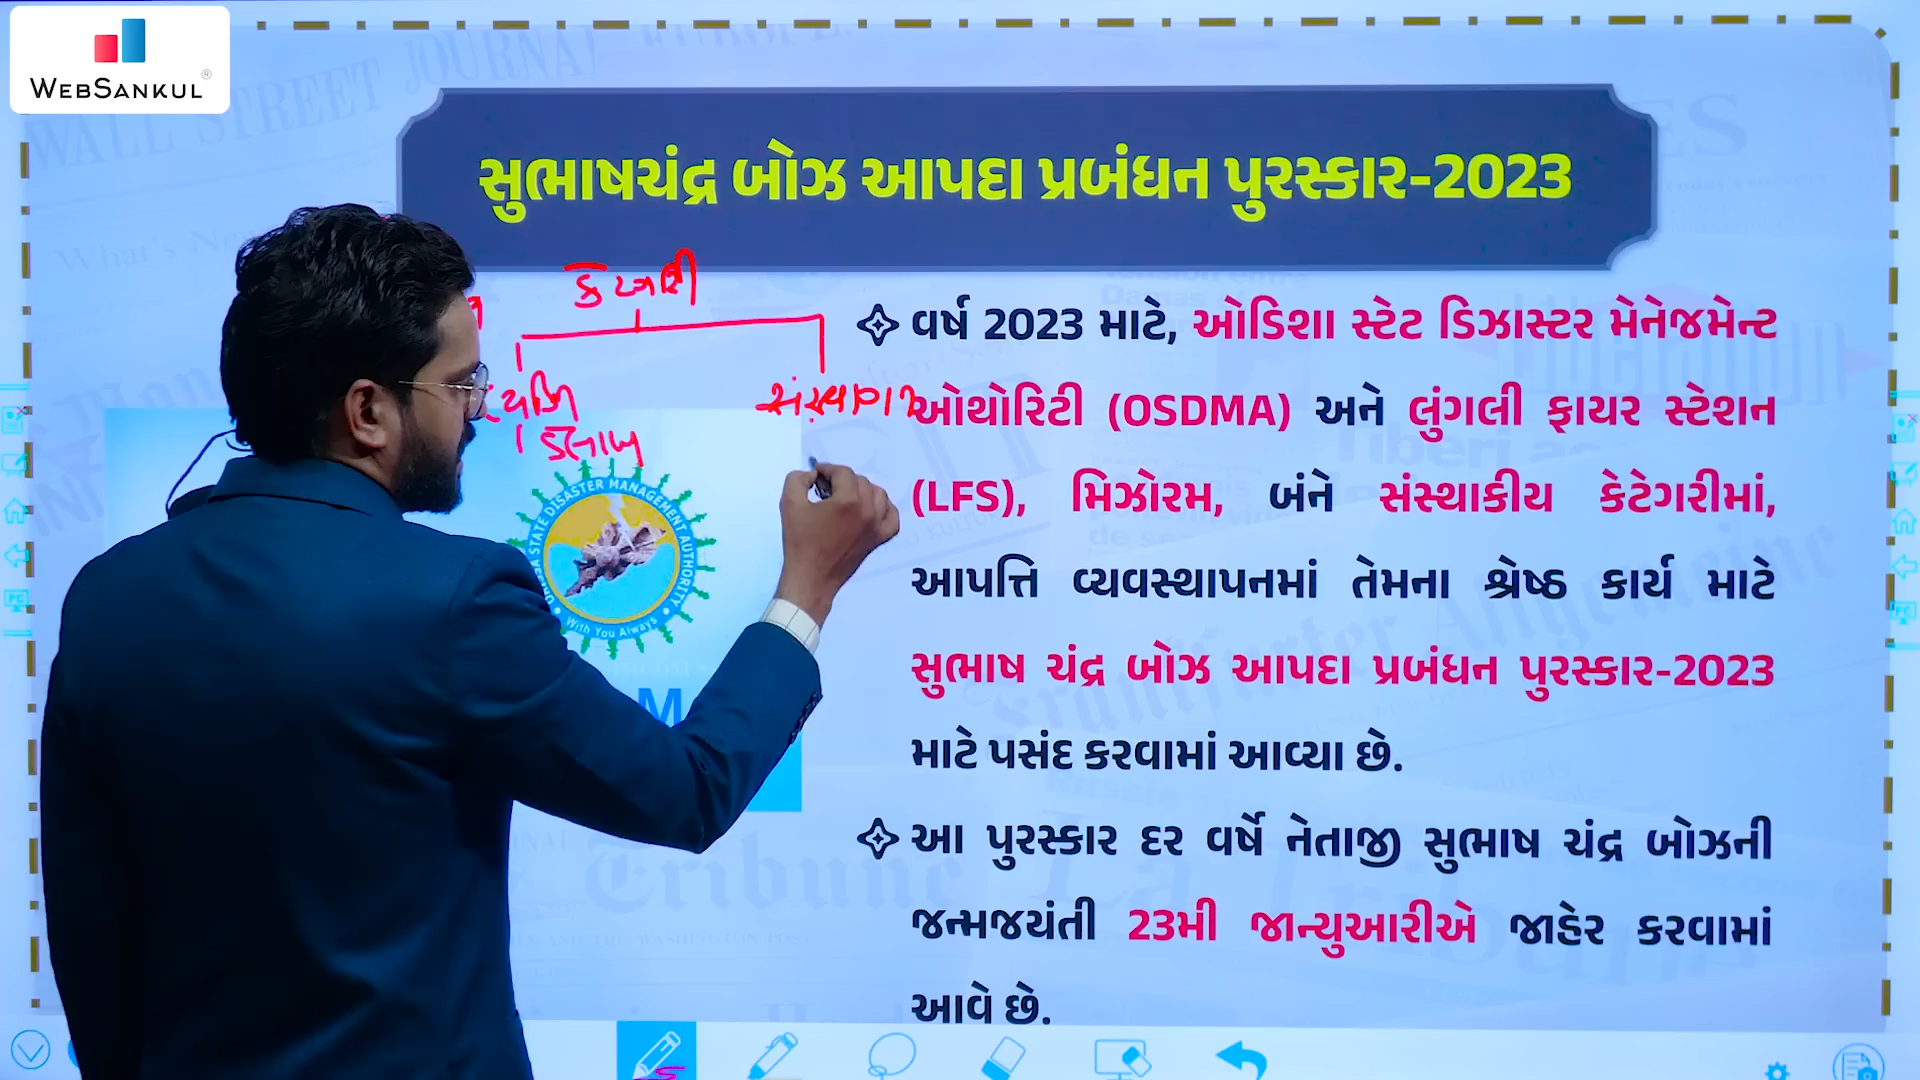 WEBSANKUL®
સુભાષચંદ્ર બોઝ આપદા પ્રબંધન પુરસ્કાર-2023
કેટેગરી
5 લાખ
વર્ષ 2023 માટે, ઓડિશા સ્ટેટ ડિઝાસ્ટર મેનેજમેન્ટ
ઓથોરિટી (OSDMA) અને લુંગલી ફાયર સ્ટેશન
(LFS), મિઝોરમ, બંને સંસ્થાકીય કેટેગરીમાં,
આપત્તિ વ્યવસ્થાપનમાં તેમના શ્રેષ્ઠ કાર્ય માટે
સુભાષ ચંદ્ર બોઝ આપદા પ્રબંધન પુરસ્કાર-2023
માટે પસંદ કરવામાં આવ્યા છે.
આ પુરસ્કાર દર વર્ષે નેતાજી સુભાષ ચંદ્ર બોઝની
જન્મજયંતી 23મી જાન્યુઆરીએ જાહેર કરવામાં
આવે છે.
STATE DISASTER MANAGEMENT AUTHORITY
With You Always
M